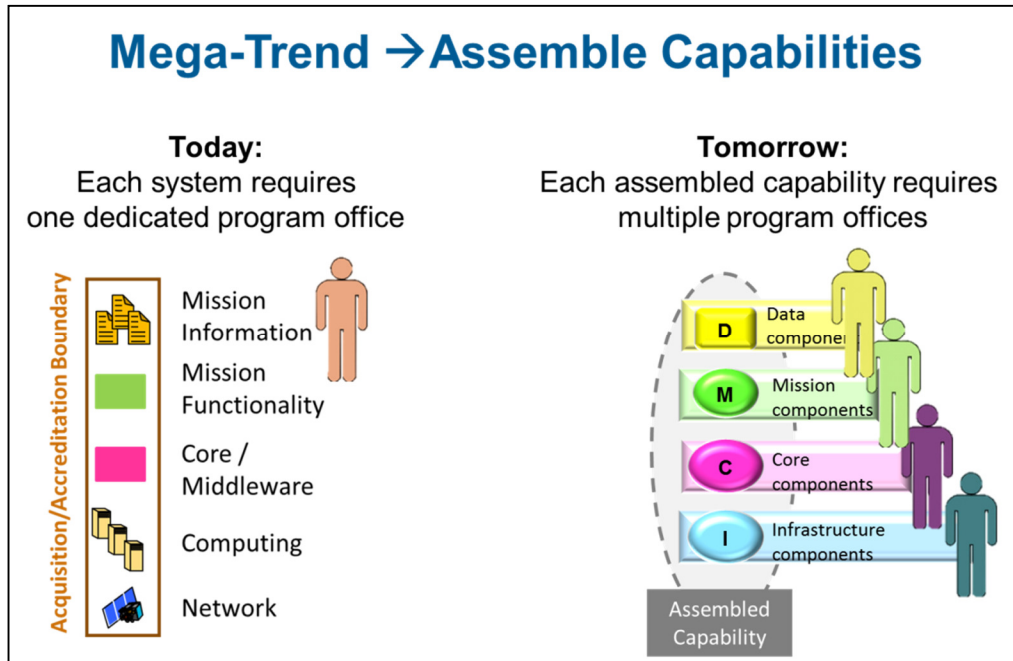 Mega-Trend →Assemble Capabilities
Today:
Each system requires
one dedicated program office
Acquisition/Accreditation Boundary
Mission
Information
Mission
Functionality
Core /
Middleware
Computing
Network
Tomorrow:
Each assembled capability requires
multiple program offices
D
Data
componen
M
Mission
components
C
Core
components
I
Infrastructure
components
Assembled
Capability